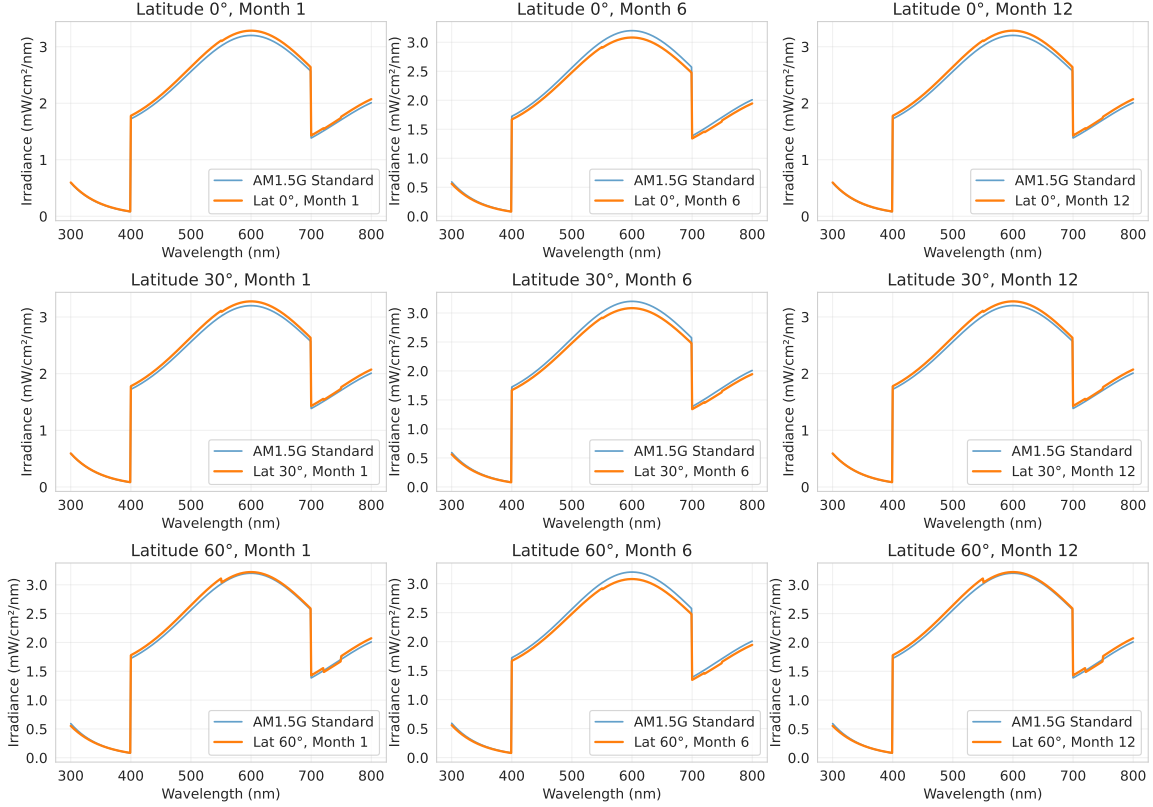 Latitude 0°, Month 1
Irradiance (mW/cm²/nm)
3
2
1
0
AM1.5G Standard
Lat 0°, Month 1
300 400 500 600 700 800
Wavelength (nm)
Latitude 0°, Month 6
Irradiance (mW/cm²/nm)
3.0
2.5
2.0
1.5
1.0
0.5
0.0
AM1.5G Standard
Lat 0°, Month 6
300 400 500 600 700 800
Wavelength (nm)
Latitude 0°, Month 12
Irradiance (mW/cm²/nm)
3
2
1
0
AM1.5G Standard
Lat 0°, Month 12
300 400 500 600 700 800
Wavelength (nm)
Latitude 30°, Month 1
Irradiance (mW/cm²/nm)
3
2
1
0
AM1.5G Standard
Lat 30°, Month 1
300 400 500 600 700 800
Wavelength (nm)
Latitude 30°, Month 6
Irradiance (mW/cm²/nm)
3.0
2.5
2.0
1.5
1.0
0.5
0.0
AM1.5G Standard
Lat 30°, Month 6
300 400 500 600 700 800
Wavelength (nm)
Latitude 30°, Month 12
Irradiance (mW/cm²/nm)
3
2
1
0
AM1.5G Standard
Lat 30°, Month 12
300 400 500 600 700 800
Wavelength (nm)
Latitude 60°, Month 1
Irradiance (mW/cm²/nm)
3.0
2.5
2.0
1.5
1.0
0.5
0.0
AM1.5G Standard
Lat 60°, Month 1
300 400 500 600 700 800
Wavelength (nm)
Latitude 60°, Month 6
Irradiance (mW/cm²/nm)
3.0
2.5
2.0
1.5
1.0
0.5
0.0
AM1.5G Standard
Lat 60°, Month 6
300 400 500 600 700 800
Wavelength (nm)
Latitude 60°, Month 12
Irradiance (mW/cm²/nm)
3.0
2.5
2.0
1.5
1.0
0.5
0.0
AM1.5G Standard
Lat 60°, Month 12
300 400 500 600 700 800
Wavelength (nm)